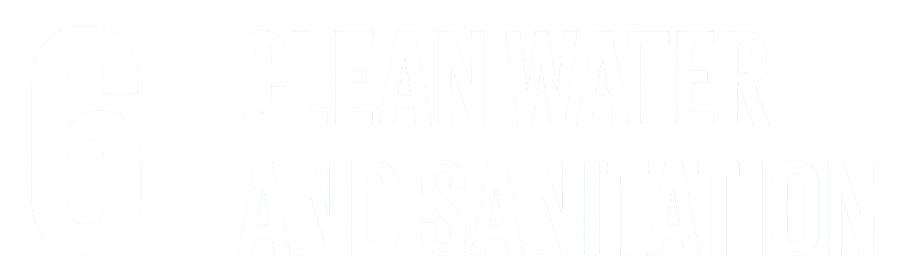 6
CLEAN WATER
AND SANITATION